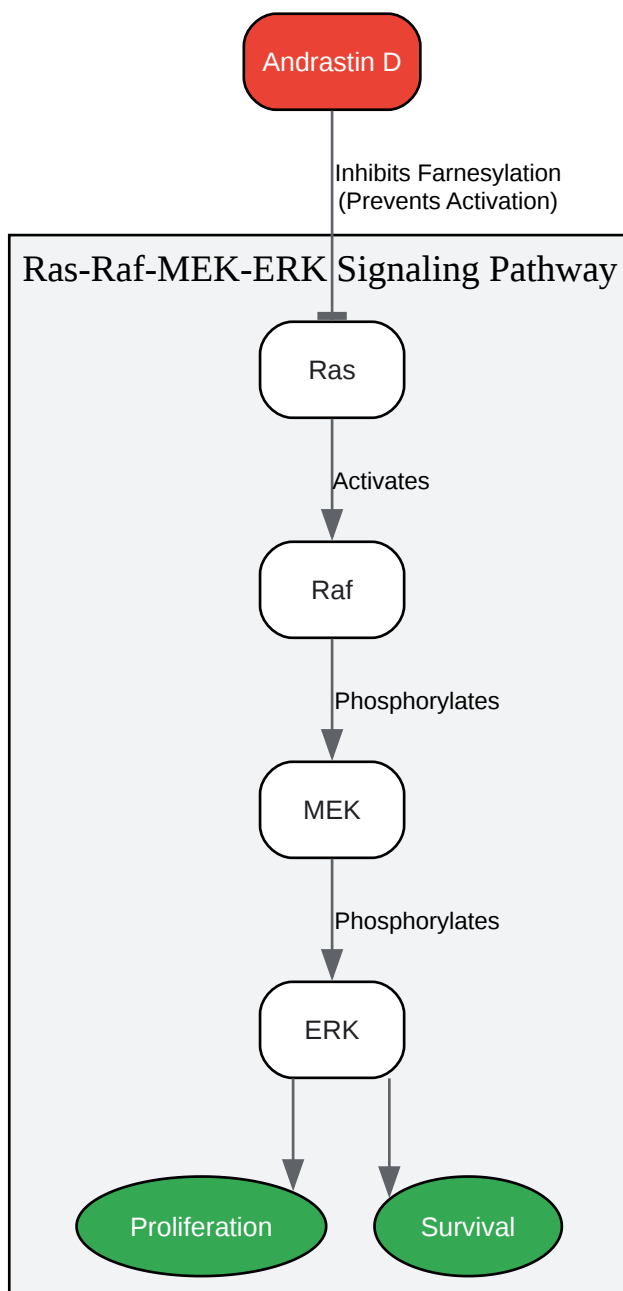 Andrastin D
Inhibits Farnesylation
(Prevents Activation)
Ras-Raf-MEK-ERK Signaling Pathway
Ras
Activates
Raf
Phosphorylates
MEK
Phosphorylates
ERK
Proliferation
Survival